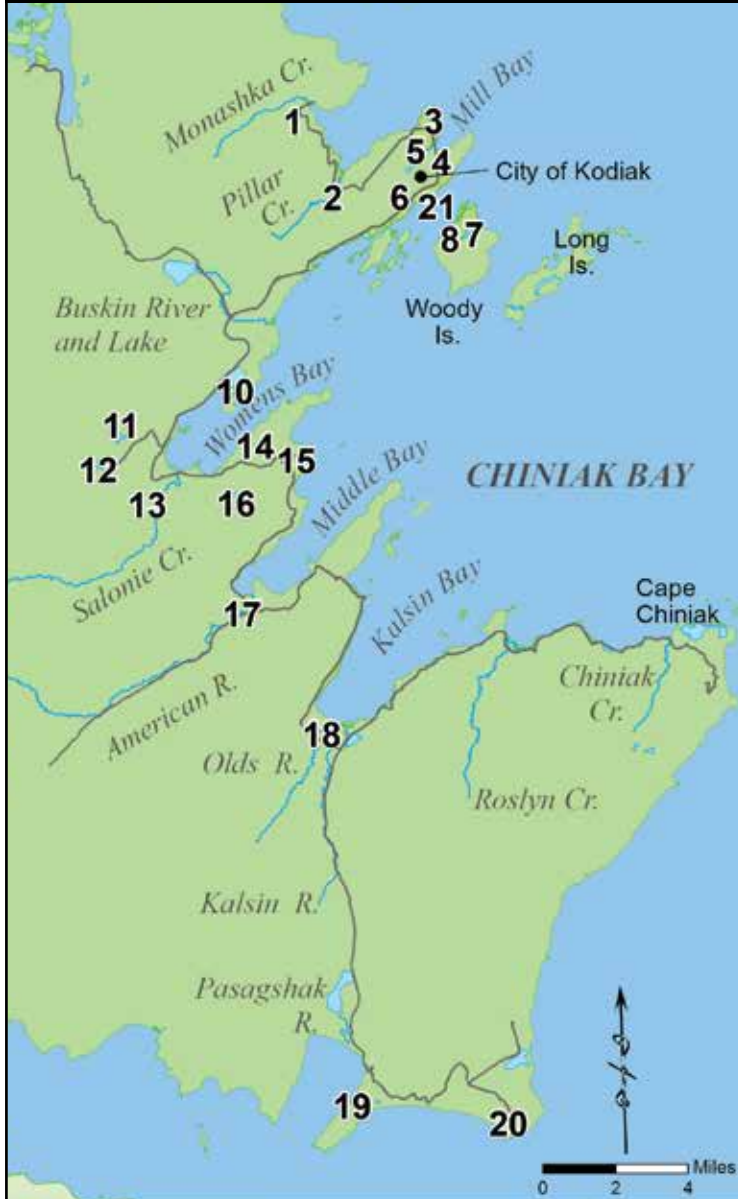 Monashka Cr.
Mill Bay
1
3
5
4
City of Kodiak
Pillar
Cr.
2
6
21
8
7
Long
Is.
Woody
Is.
Buskin River
and Lake
10
Womens Bay
11
12
13
14
15
16
Middle Bay
CHINIAK BAY
Salonie Cr.
17
Kalsin Bay
Cape
Chiniak
American R.
Chiniak
Cr.
18
Olds R.
Roslyn Cr.
Kalsin R.
Pasagshak
R.
19
20
Miles
0
2
4